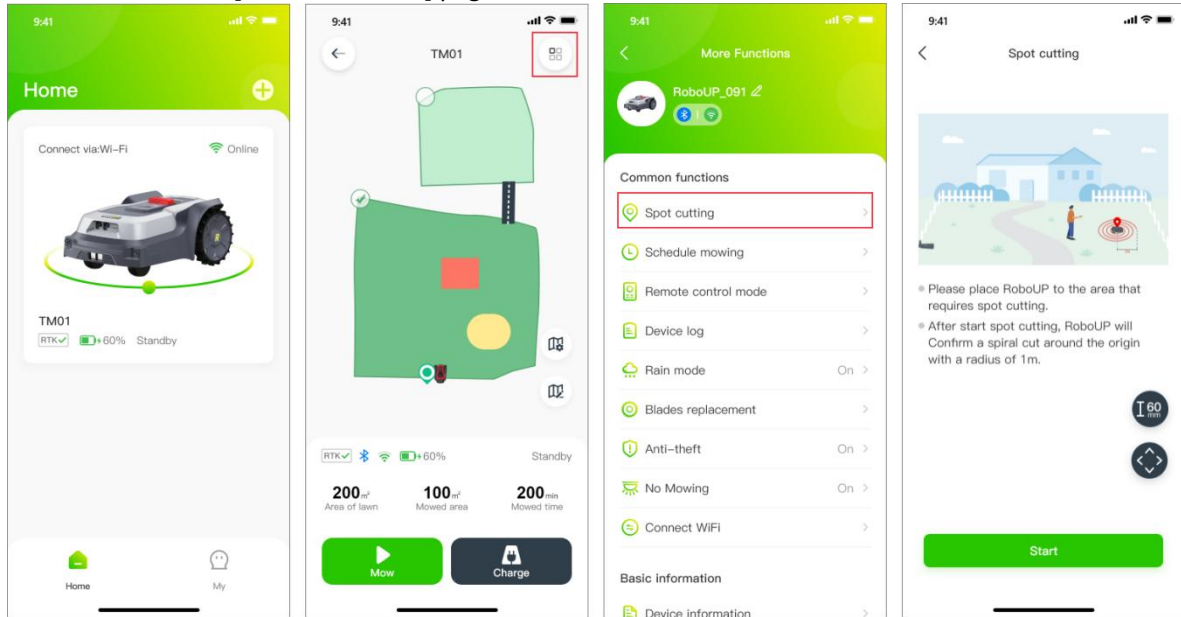 9:41
Home
Connect via:Wi-Fi
Online
TM01
RTK✓ 60% Standby
Home
My
9:41
TM01
RTK✓ 60%
Standby
200㎡
100㎡
200min
Area of lawn
Mowed area
Mowed time
Mow
Charge
9:41
More Functions
RoboUP_091
Common functions
Spot cutting
Schedule mowing
Remote control mode
Device log
Rain mode
On
Blades replacement
Anti-theft
On
No Mowing
On
Connect WiFi
Basic information
Device information
9:41
Spot cutting
Please place RoboUP to the area that
requires spot cutting.
After start spot cutting, RoboUP will
Confrm a spiral cut around the origin
with a radius of 1m.
60
mm
Start